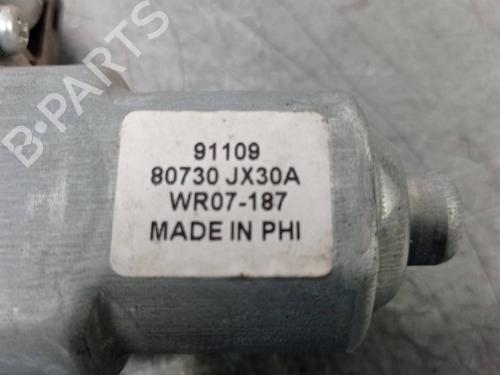 B-PARTS
91109
80730 JX30A
WR07-187
MADE IN PHI